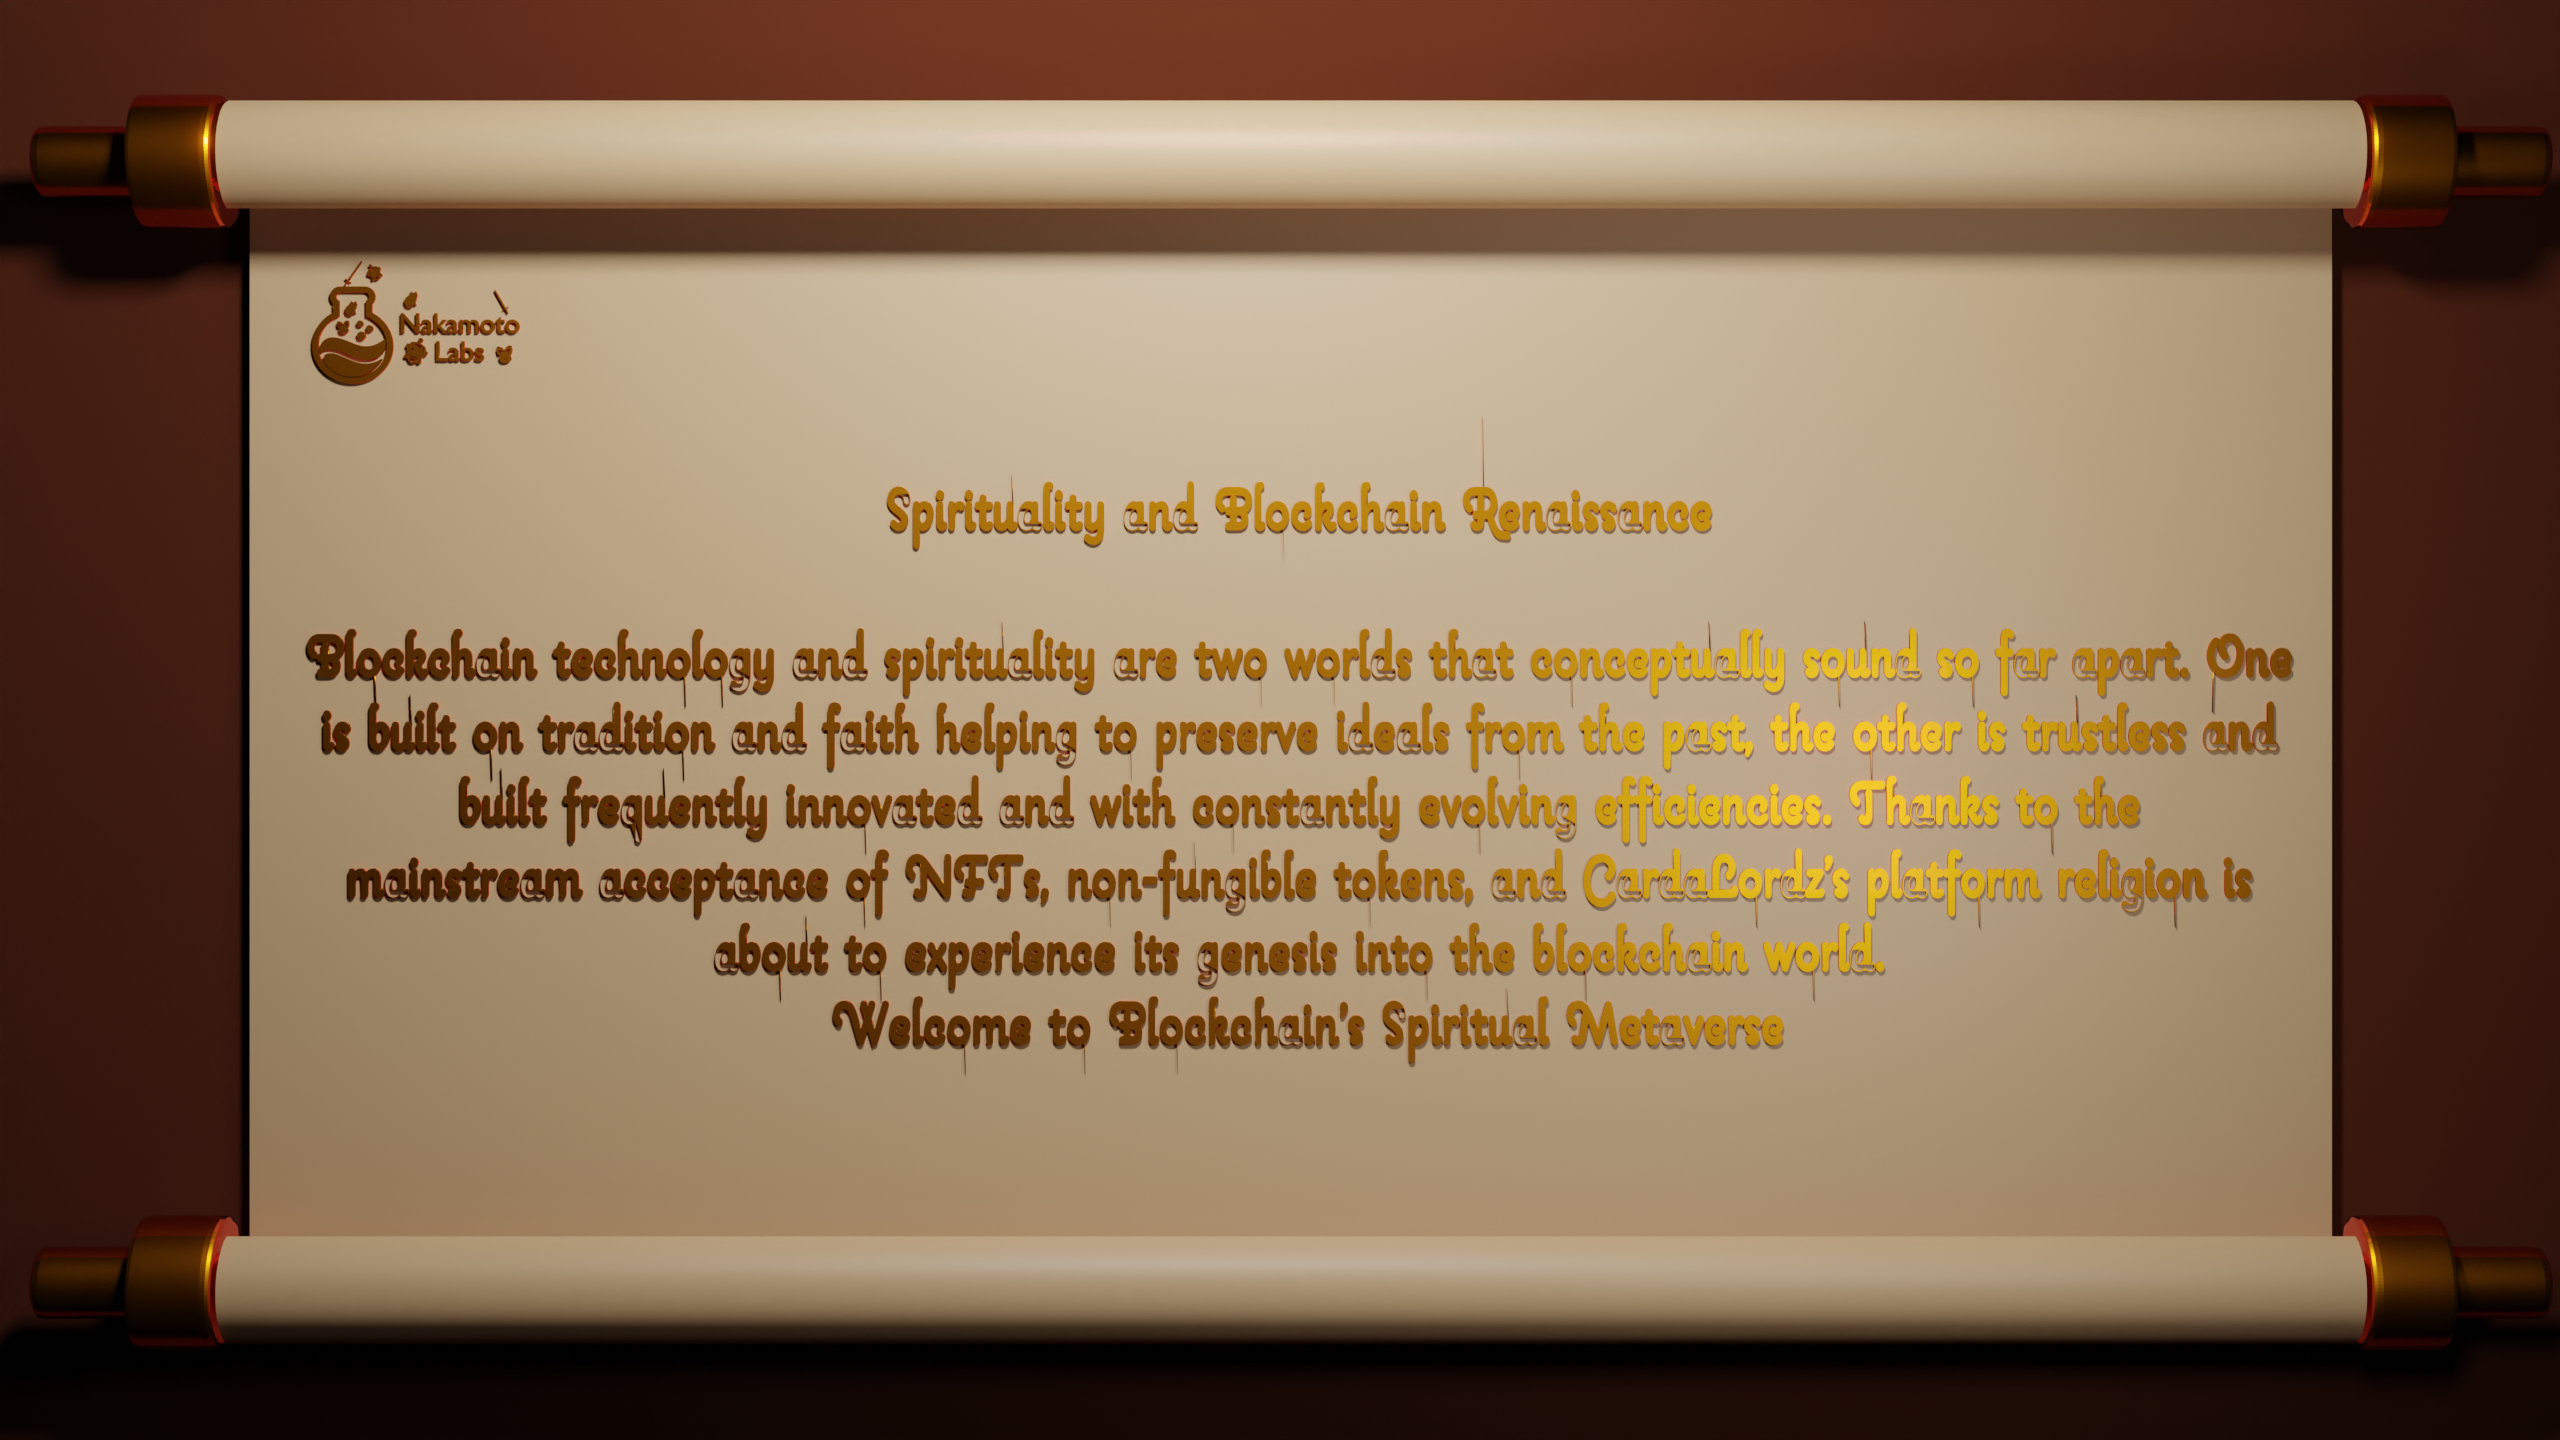 Nakamoto
Labs
Spirituality and Blockchain Renaissance
Blockchain technology and spirituality are two worlds that conceptually sound so far apart. One
is built on tradition and faith helping to preserve ideals from the past, the other is trustless and
built frequently innovated and with constantly evolving efficiencies. Thanks to the
mainstream acceptance of NFTs, non-fungible tokens, and CardaLordz's platform religion is
about to experience its genesis into the blockchain world.
Welcome to Blockchain's Spiritual Metaverse